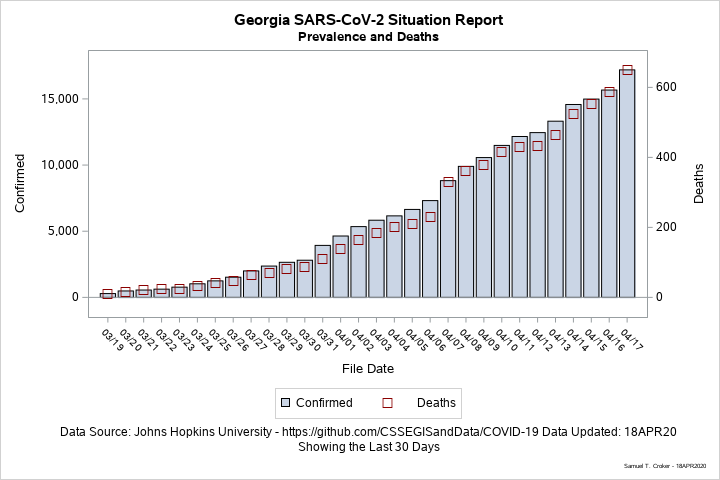 Georgia SARS-CoV-2 Situation Report
Prevalence and Deaths
Confirmed
15,000
10,000
5,000
0
600
400
200
0
Deaths
03/19 03/20 03/21 03/22 03/23 03/24 03/25 03/26 03/27 03/28 03/29 03/30 03/31 04/01 04/02 04/03 04/04 04/05 04/06 04/07 04/08 04/09 04/10 04/11 04/12 04/13 04/14 04/15 04/16 04/17
File Date
Confirmed Deaths
Data Source: Johns Hopkins University - https://github.com/CSSEGISandData/COVID-19 Data Updated: 18APR20
Showing the Last 30 Days
Samuel T. Croker - 18APR2020